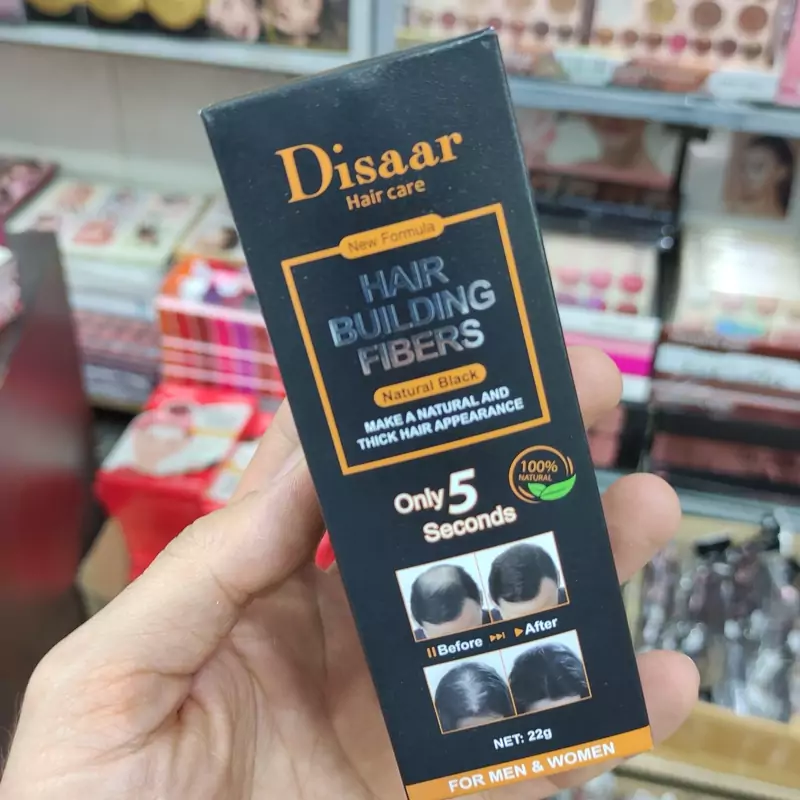 Disaar
Hair care
New Formula
HAIR
BUILDING
FIBERS
Natural Black
MAKE A NATURAL AND
THICK HAIR APPEARANCE
100%
NATURAL
Only 5
Seconds
Before
After
NET: 22g
FOR MEN & WOMEN